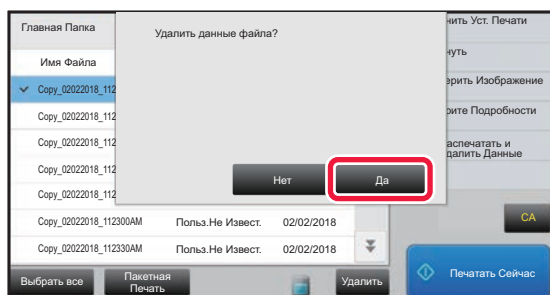 Главная Папка
Удалить данные файла?
нить Уст. Печати
Имя Файла
нуть
Copy_02022018_112
ерить Изображение
Copy_02022018_112
рите Подробности
Copy_02022018_112
аспечатать и
далить Данные
Copy_02022018_112
Нет
Да
Copy_02022018_112
Copy_02022018_112300AM Польз.Не Извест. 02/02/2018
CA
Copy_02022018_112330AM Польз.Не Извест. 02/02/2018
Выбрать все
Пакетная
Печать
Удалить
Печатать Сейчас